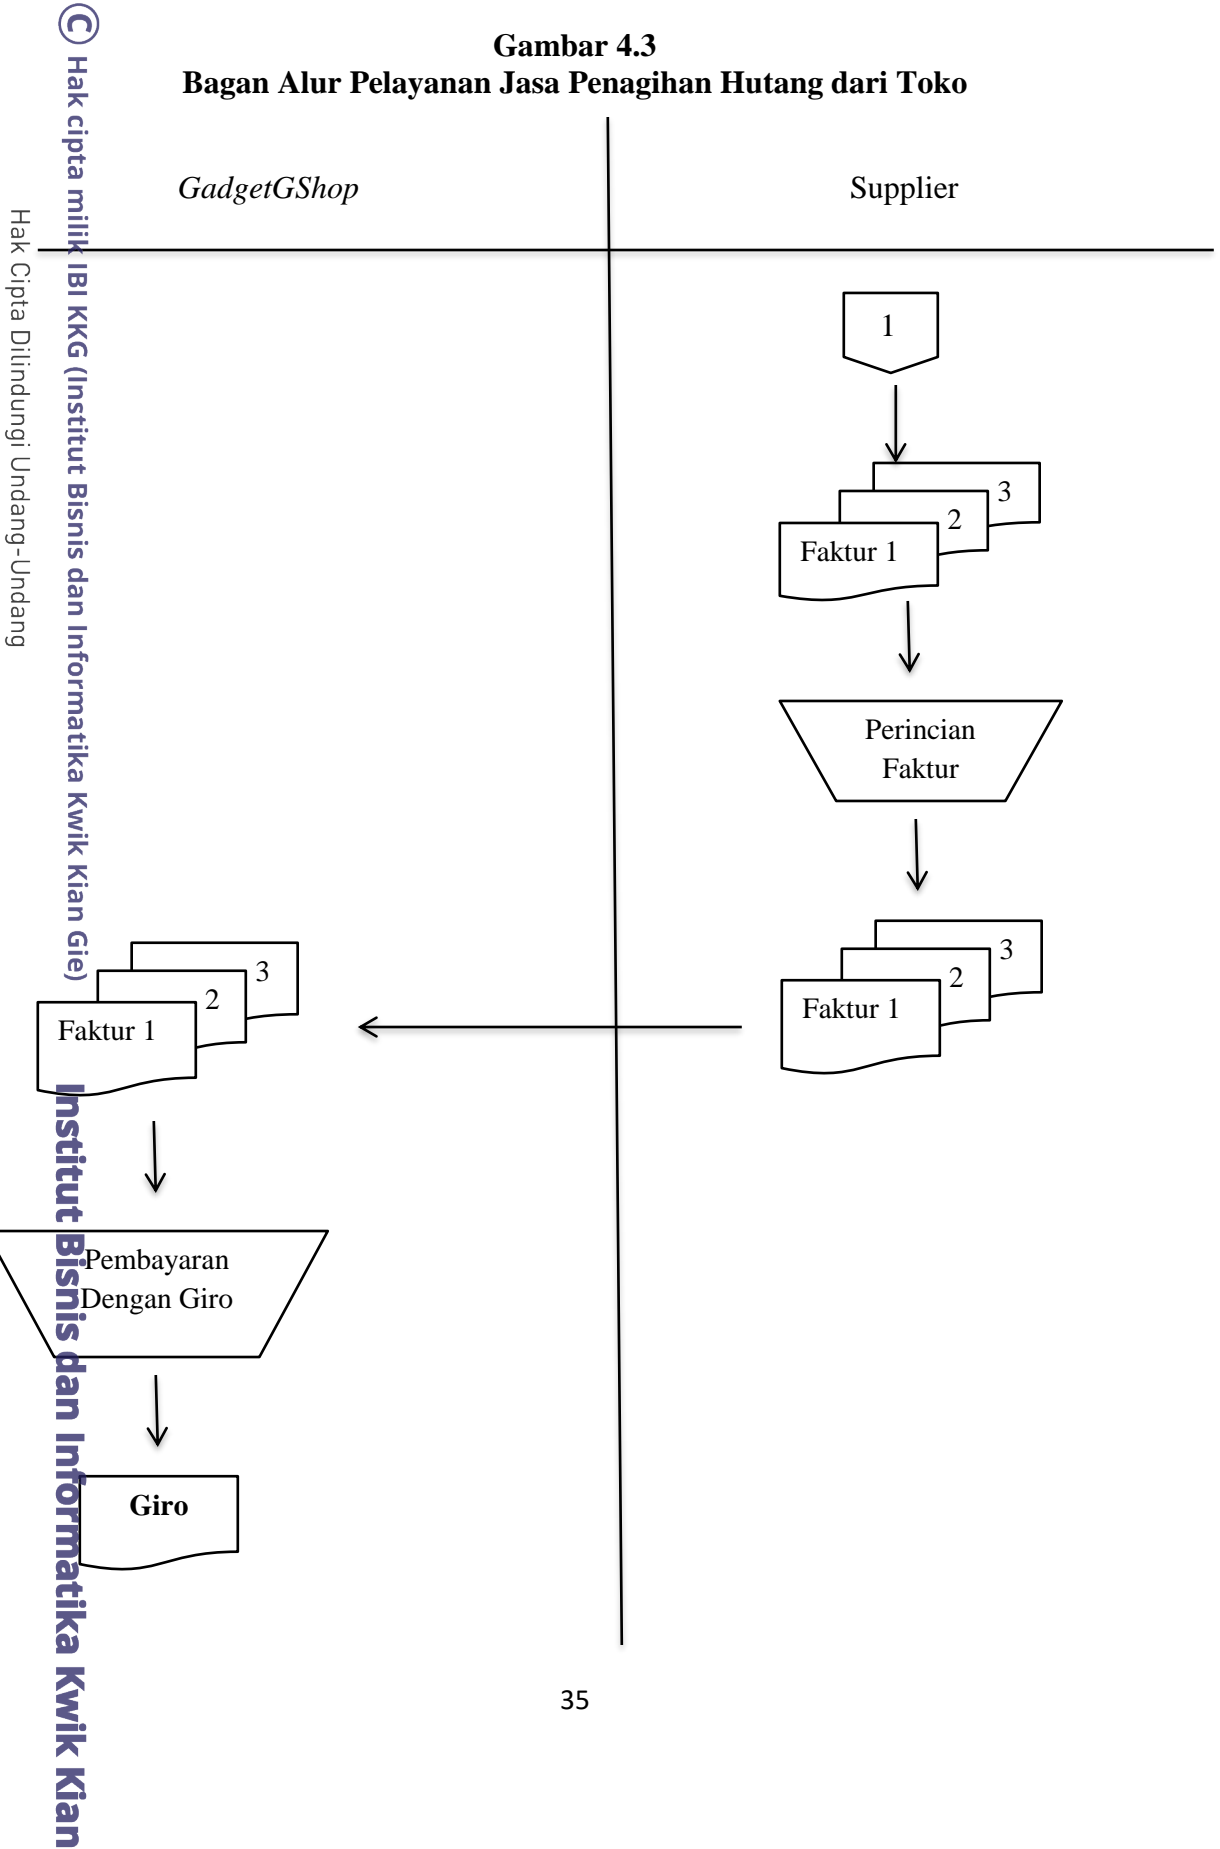 Gambar 4.3
Bagan Alur Pelayanan Jasa Penagihan Hutang dari Toko
GadgetGShop
Supplier
1
3
2
Faktur 1
Perincian
Faktur
3
2
Faktur 1
3
2
Faktur 1
Pembayaran
Dengan Giro
Giro
35
© Hak cipta milik IBI KKG (Institut Bisnis dan Informatika Kwik Kian Gie)
Institut Bisnis dan Informatika Kwik Kian
Hak Cipta Dilindungi Undang-Undang